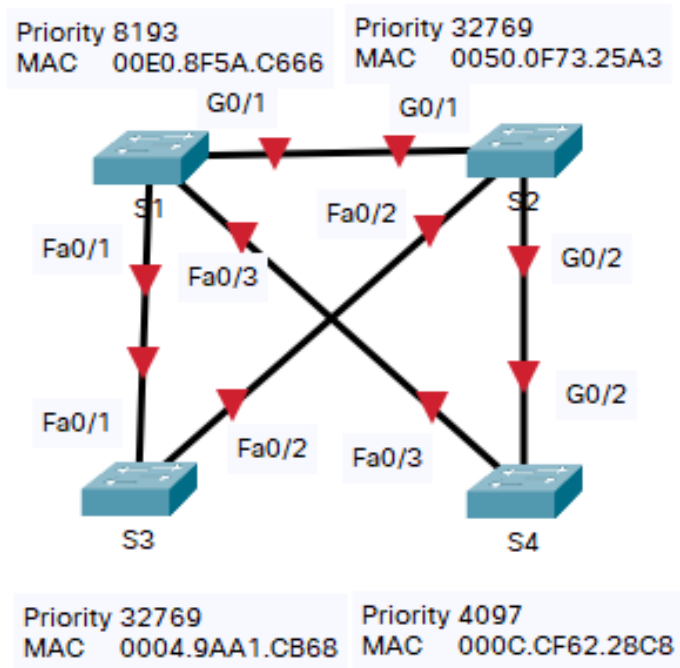 Priority 8193
MAC 00E0.8F5A.C666
Priority 32769
MAC 0050.0F73.25A3
G0/1
G0/1
S1
S2
Fa0/2
Fa0/1
Fa0/3
G0/2
G0/2
Fa0/1
Fa0/2
Fa0/3
S3
S4
Priority 32769
MAC 0004.9AA1.CB68
Priority 4097
MAC 000C.CF62.28C8